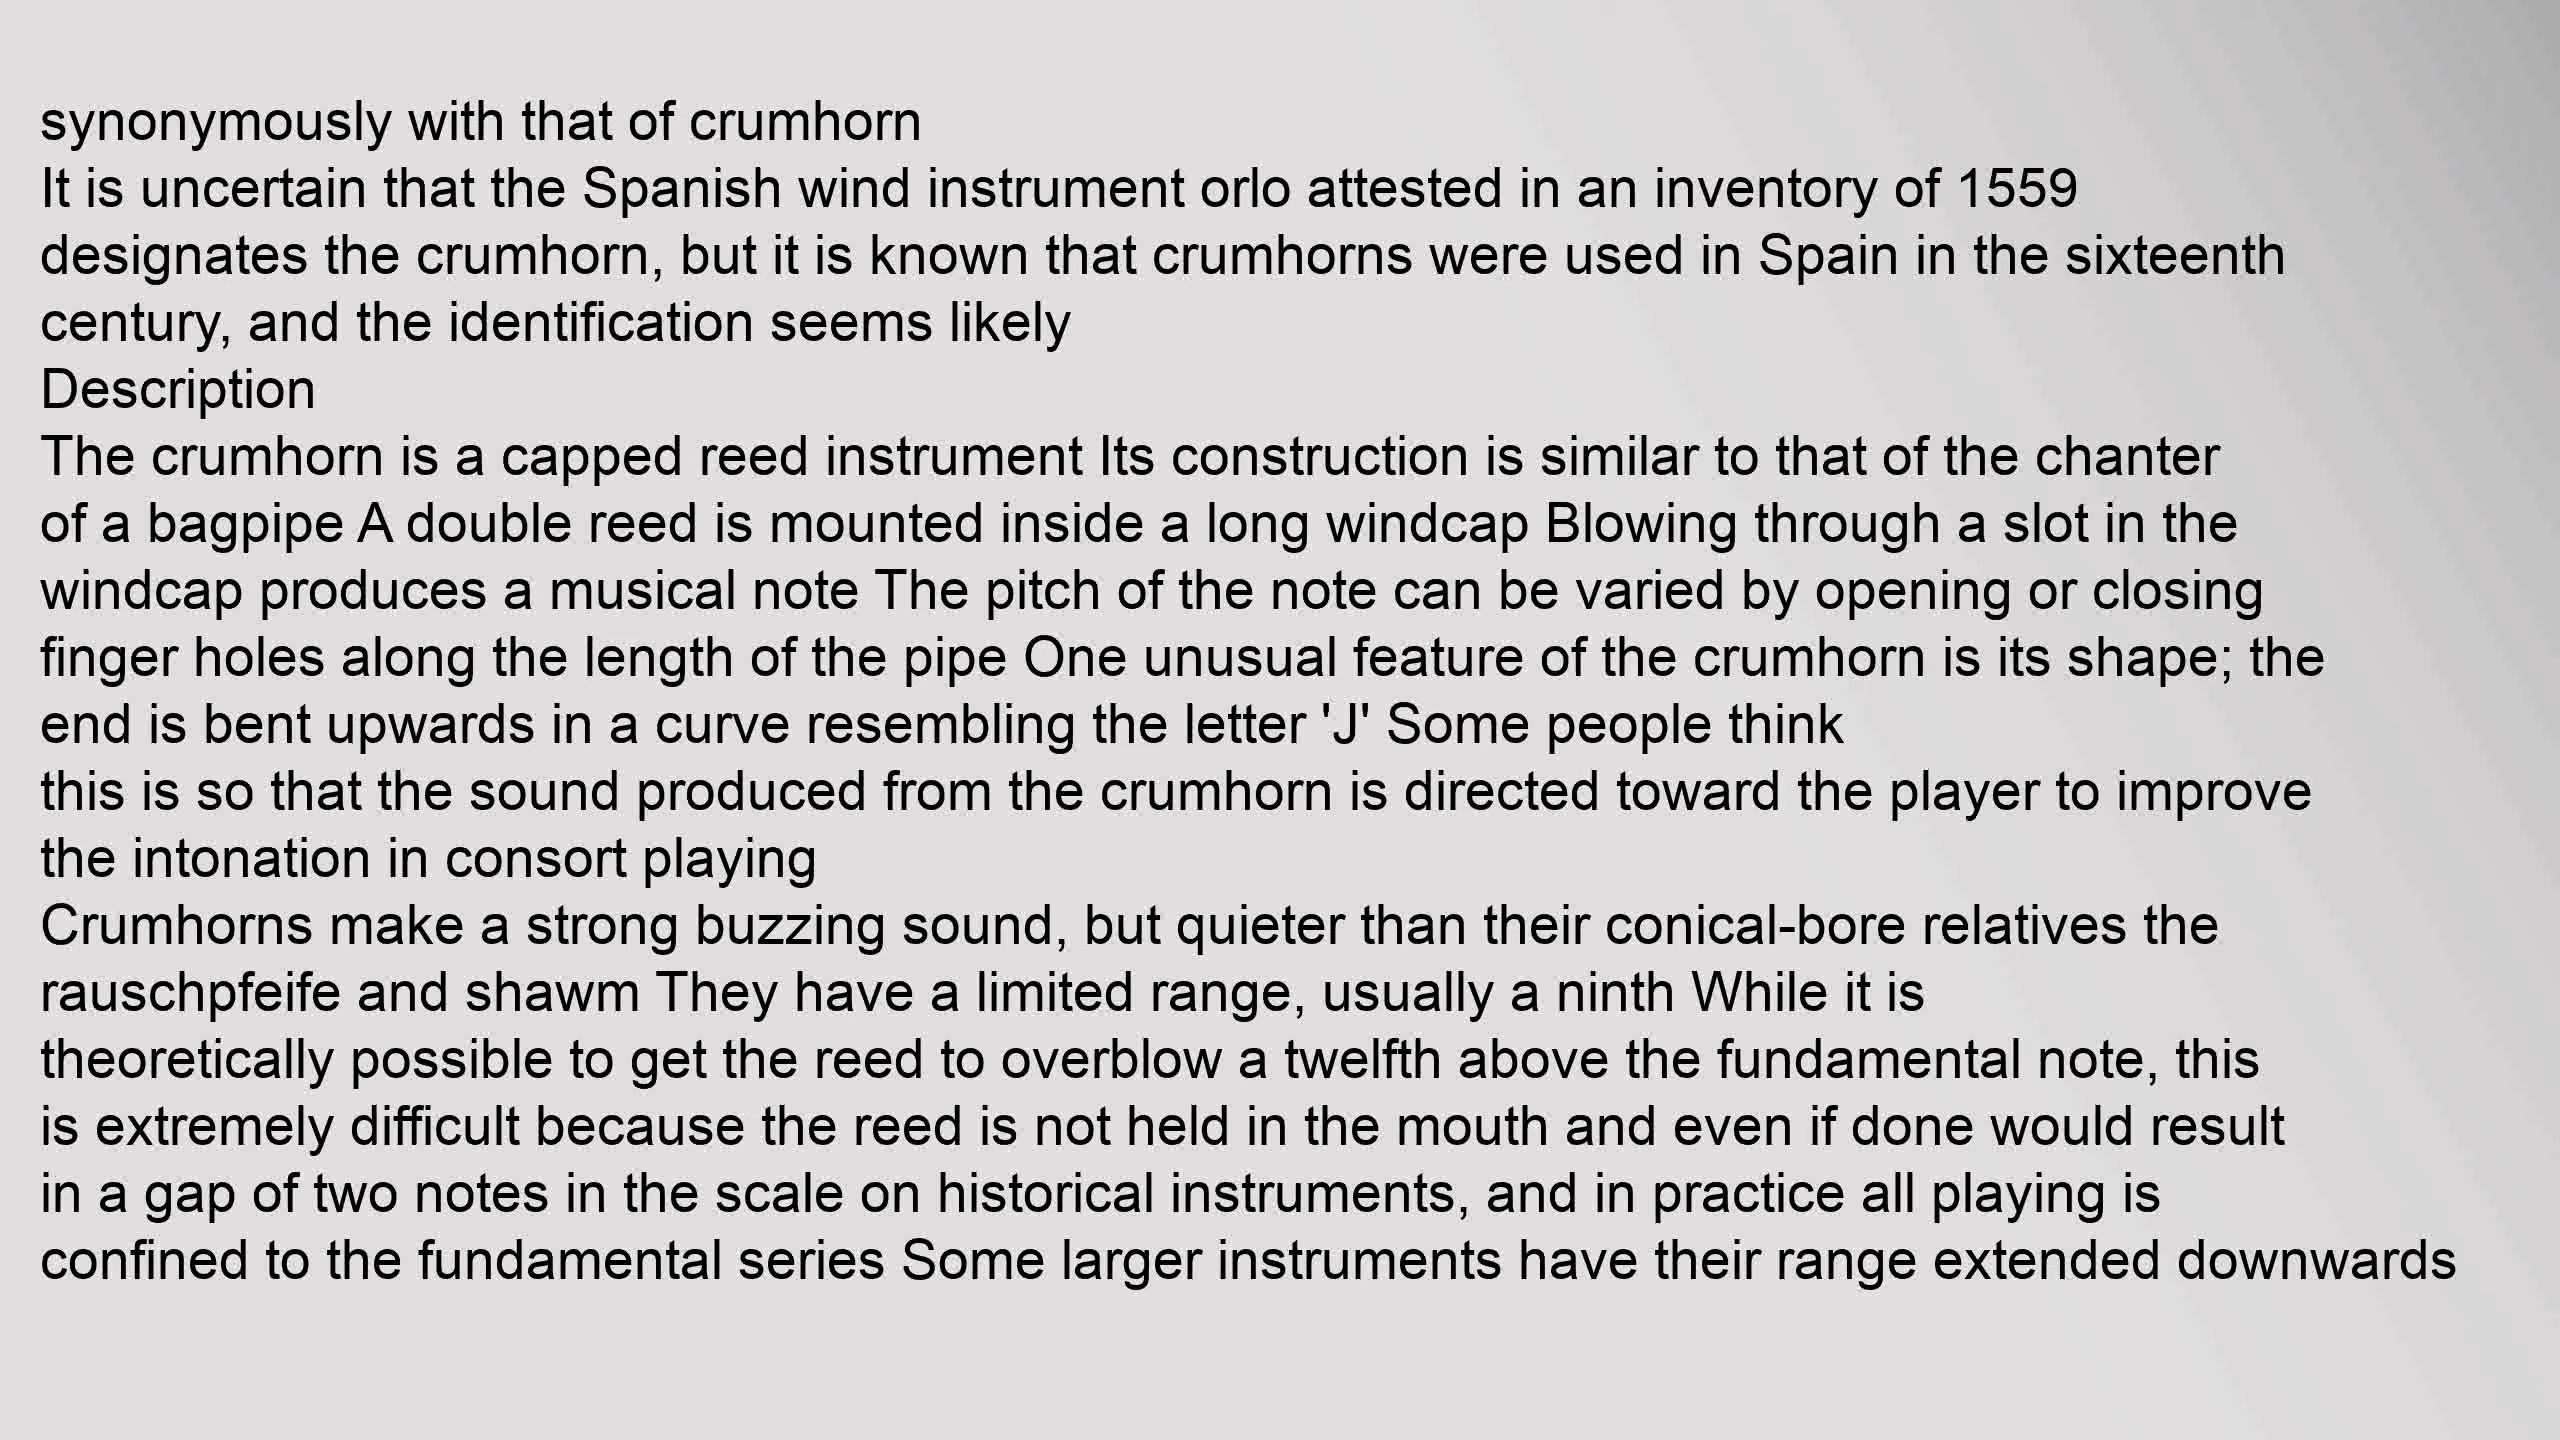 synonymously with that of crumhorn
It is uncertain that the Spanish wind instrument orlo attested in an inventory of 1559
designates the crumhorn, but it is known that crumhorns were used in Spain in the sixteenth
century, and the identification seems likely
Description
The crumhorn is a capped reed instrument Its construction is similar to that of the chanter
of a bagpipe A double reed is mounted inside a long windcap Blowing through a slot in the
windcap produces a musical note The pitch of the note can be varied by opening or closing
finger holes along the length of the pipe One unusual feature of the crumhorn is its shape; the
end is bent upwards in a curve resembling the letter 'J' Some people think
this is so that the sound produced from the crumhorn is directed toward the player to improve
the intonation in consort playing
Crumhorns make a strong buzzing sound, but quieter than their conical-bore relatives the
rauschpfeife and shawm They have a limited range, usually a ninth While it is
theoretically possible to get the reed to overblow a twelfth above the fundamental note, this
is extremely difficult because the reed is not held in the mouth and even if done would result
in a gap of two notes in the scale on historical instruments, and in practice all playing is
confined to the fundamental series Some larger instruments have their range extended downwards